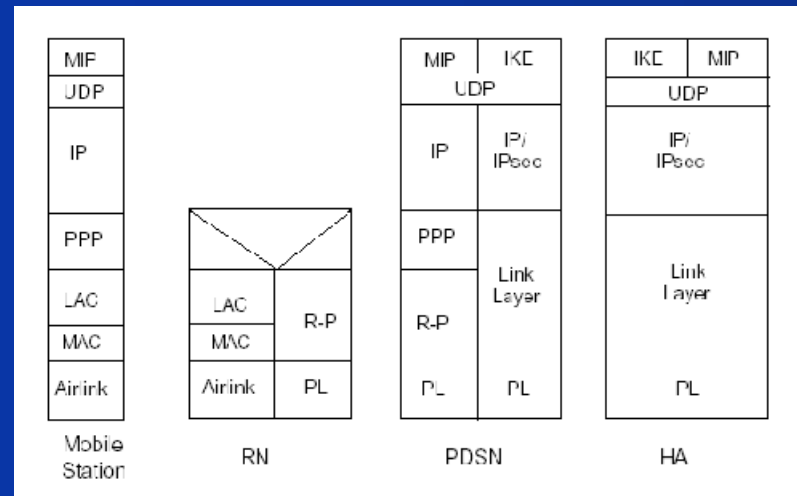 MIP
UDP
IP
PPP
LAC
MAC
Airlink
Mobile
Station
LAC
MAC
Airlink
R-P
PL
RN
MIP IKE
UDP
IP
IP/
IPsec
PPP
R-P
PL
Link
Layer
PL
PDSN
IKE MIP
UDP
IP/
IPsec
Link
Layer
PL
HA